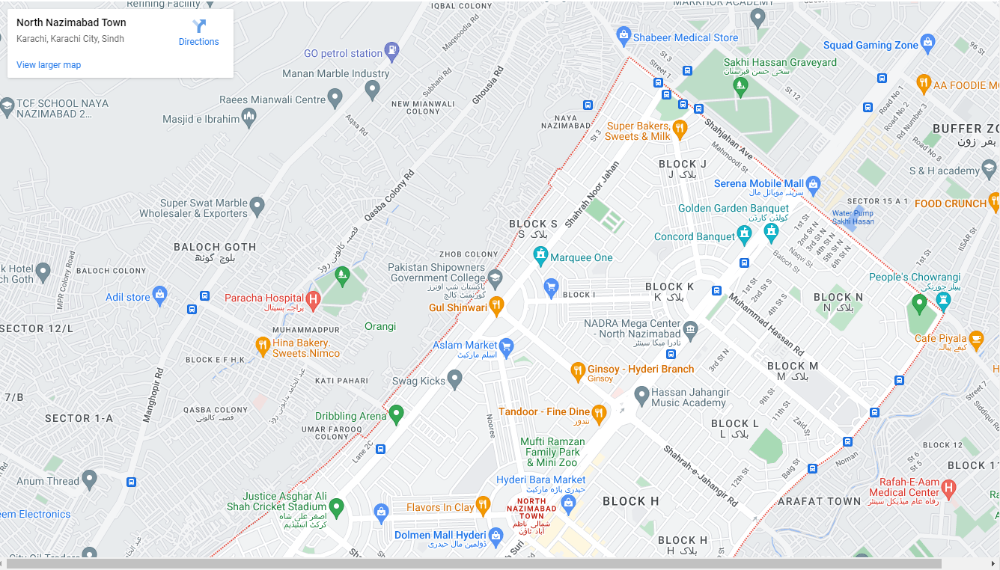 Refining Facility
IQBAL COLONY
MARKHOR ACADEMY
North Nazimabad Town
Karachi, Karachi City, Sindh
Directions
View larger map
Maqsoodia Rd
Shabeer Medical Store
Squad Gaming Zone
96 St
GO petrol station
St 3
Street 1
Sakhi Hassan Graveyard
سخی حسن قبرستان
Manan Marble Industry
Subhani Rd
Ghousia Rd
St 12
AA FOODIE MO
Raees Mianwali Centre
TCF SCHOOL NAYA
NAZIMABAD 2...
NEW MIANWALI
COLONY
Road No 1
Road No 2
Rd Number 3
Masjid e Ibrahim
Aqsa Rd
NAYA
NAZIMABAD
St 3
Super Bakers,
Sweets & Milk
Shahjahan Ave
Mahmoodi St
BUFFER ZO
بفر زون
Road No 8
BLOCK J
بلاک J
S & H academy
Qasba Colony Rd
قصبہ کالونی روڈ
Shahrah Noor Jahan
Serena Mobile Mall
سرینہ موبائل مال
SECTOR 15 A 1
FOOD CRUNCH
Super Swat Marble
Wholesaler & Exporters
Golden Garden Banquet
گولڈن گارڈن
Water Pump
Sakhi Hasan
BLOCK S
بلاک S
1st St
2nd St N
3rd St N
4th St N
5th St N
6th St N
Naqvi St
Baloch St
IISAR St
1st St
Concord Banquet
BALOCH GOTH
بلوچ گوٹھ
ZHOB COLONY
Marquee One
k Hotel
ch Goth
MPR Colony Road
BALOCH COLONY
Pakistan Shipowners
Government College
پاکستان شپ اونرز
گورنمنٹ کالج
People's Chowrangi
پیپلز چورنگی
BLOCK K
بلاک K
1st St
2nd St S
4th St S
BLOCK I
BLOCK N
بلاک N
Adil store
Paracha Hospital
پراچہ ہسپتال
Gul Shinwari
Muhammad Hassan Rd
SECTOR 12/L
MUHAMMADPUR
Orangi
NADRA Mega Center
- North Nazimabad
نادرا میگا سینٹر
Hina Bakery.
Sweets.Nimco
Aslam Market
اسلم مارکیٹ
Cafe Piyala
کیفے پیالہ
BLOCK E F H K
3rd St N
BLOCK M
بلاک M
Ginsoy - Hyderi Branch
Ginsoy
KATI PAHARI
Swag Kicks
Manghopir Rd
7/B
9th St
11th St
Zaid St
Street 7
Siddiqui Rd
Hassan Jahangir
Music Academy
QASBA COLONY
قصبہ کالونی
SECTOR 1-A
Dribbling Arena
Tandoor - Fine Dine
تندور
UMAR FAROOQ
COLONY
Nooree
BLOCK L
بلاک L
Lane 2C
Mufti Ramzan
Family Park
& Mini Zoo
Shahrah-e-Jahangir Rd
12th St
Baig St
Noman
BLOCK 12
St 6
St 5
BLOCK 11
Anum Thread
Hyderi Bara Market
حیدری باڑہ مارکیٹ
Rafah-E-Aam
Medical Center
رفاہ عام میڈیکل سینٹر
Justice Asghar Ali
Shah Cricket Stadium
اصغر علی شاہ
کرکٹ اسٹیڈیم
Flavors In Clay
NORTH
NAZIMABAD
TOWN
شمالی ناظم
آباد ٹاؤن
BLOCK H
ARAFAT TOWN
eem Electronics
Dolmen Mall Hyderi
ڈولمین مال حیدری
BLOCK H
بلاک H
City Oil Traders
Sha
h Suri